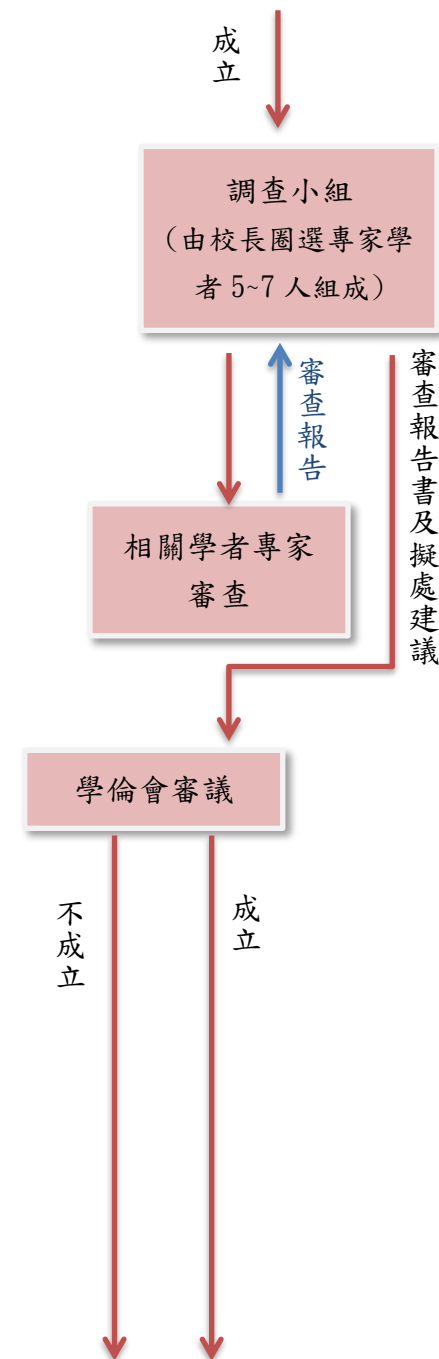 成立
調查小組
（由校長圈選專家學
者 5~7 人組成）
審查報告
審查報告書及擬處建議
相關學者專家
審查
學倫會審議
不成立
成立